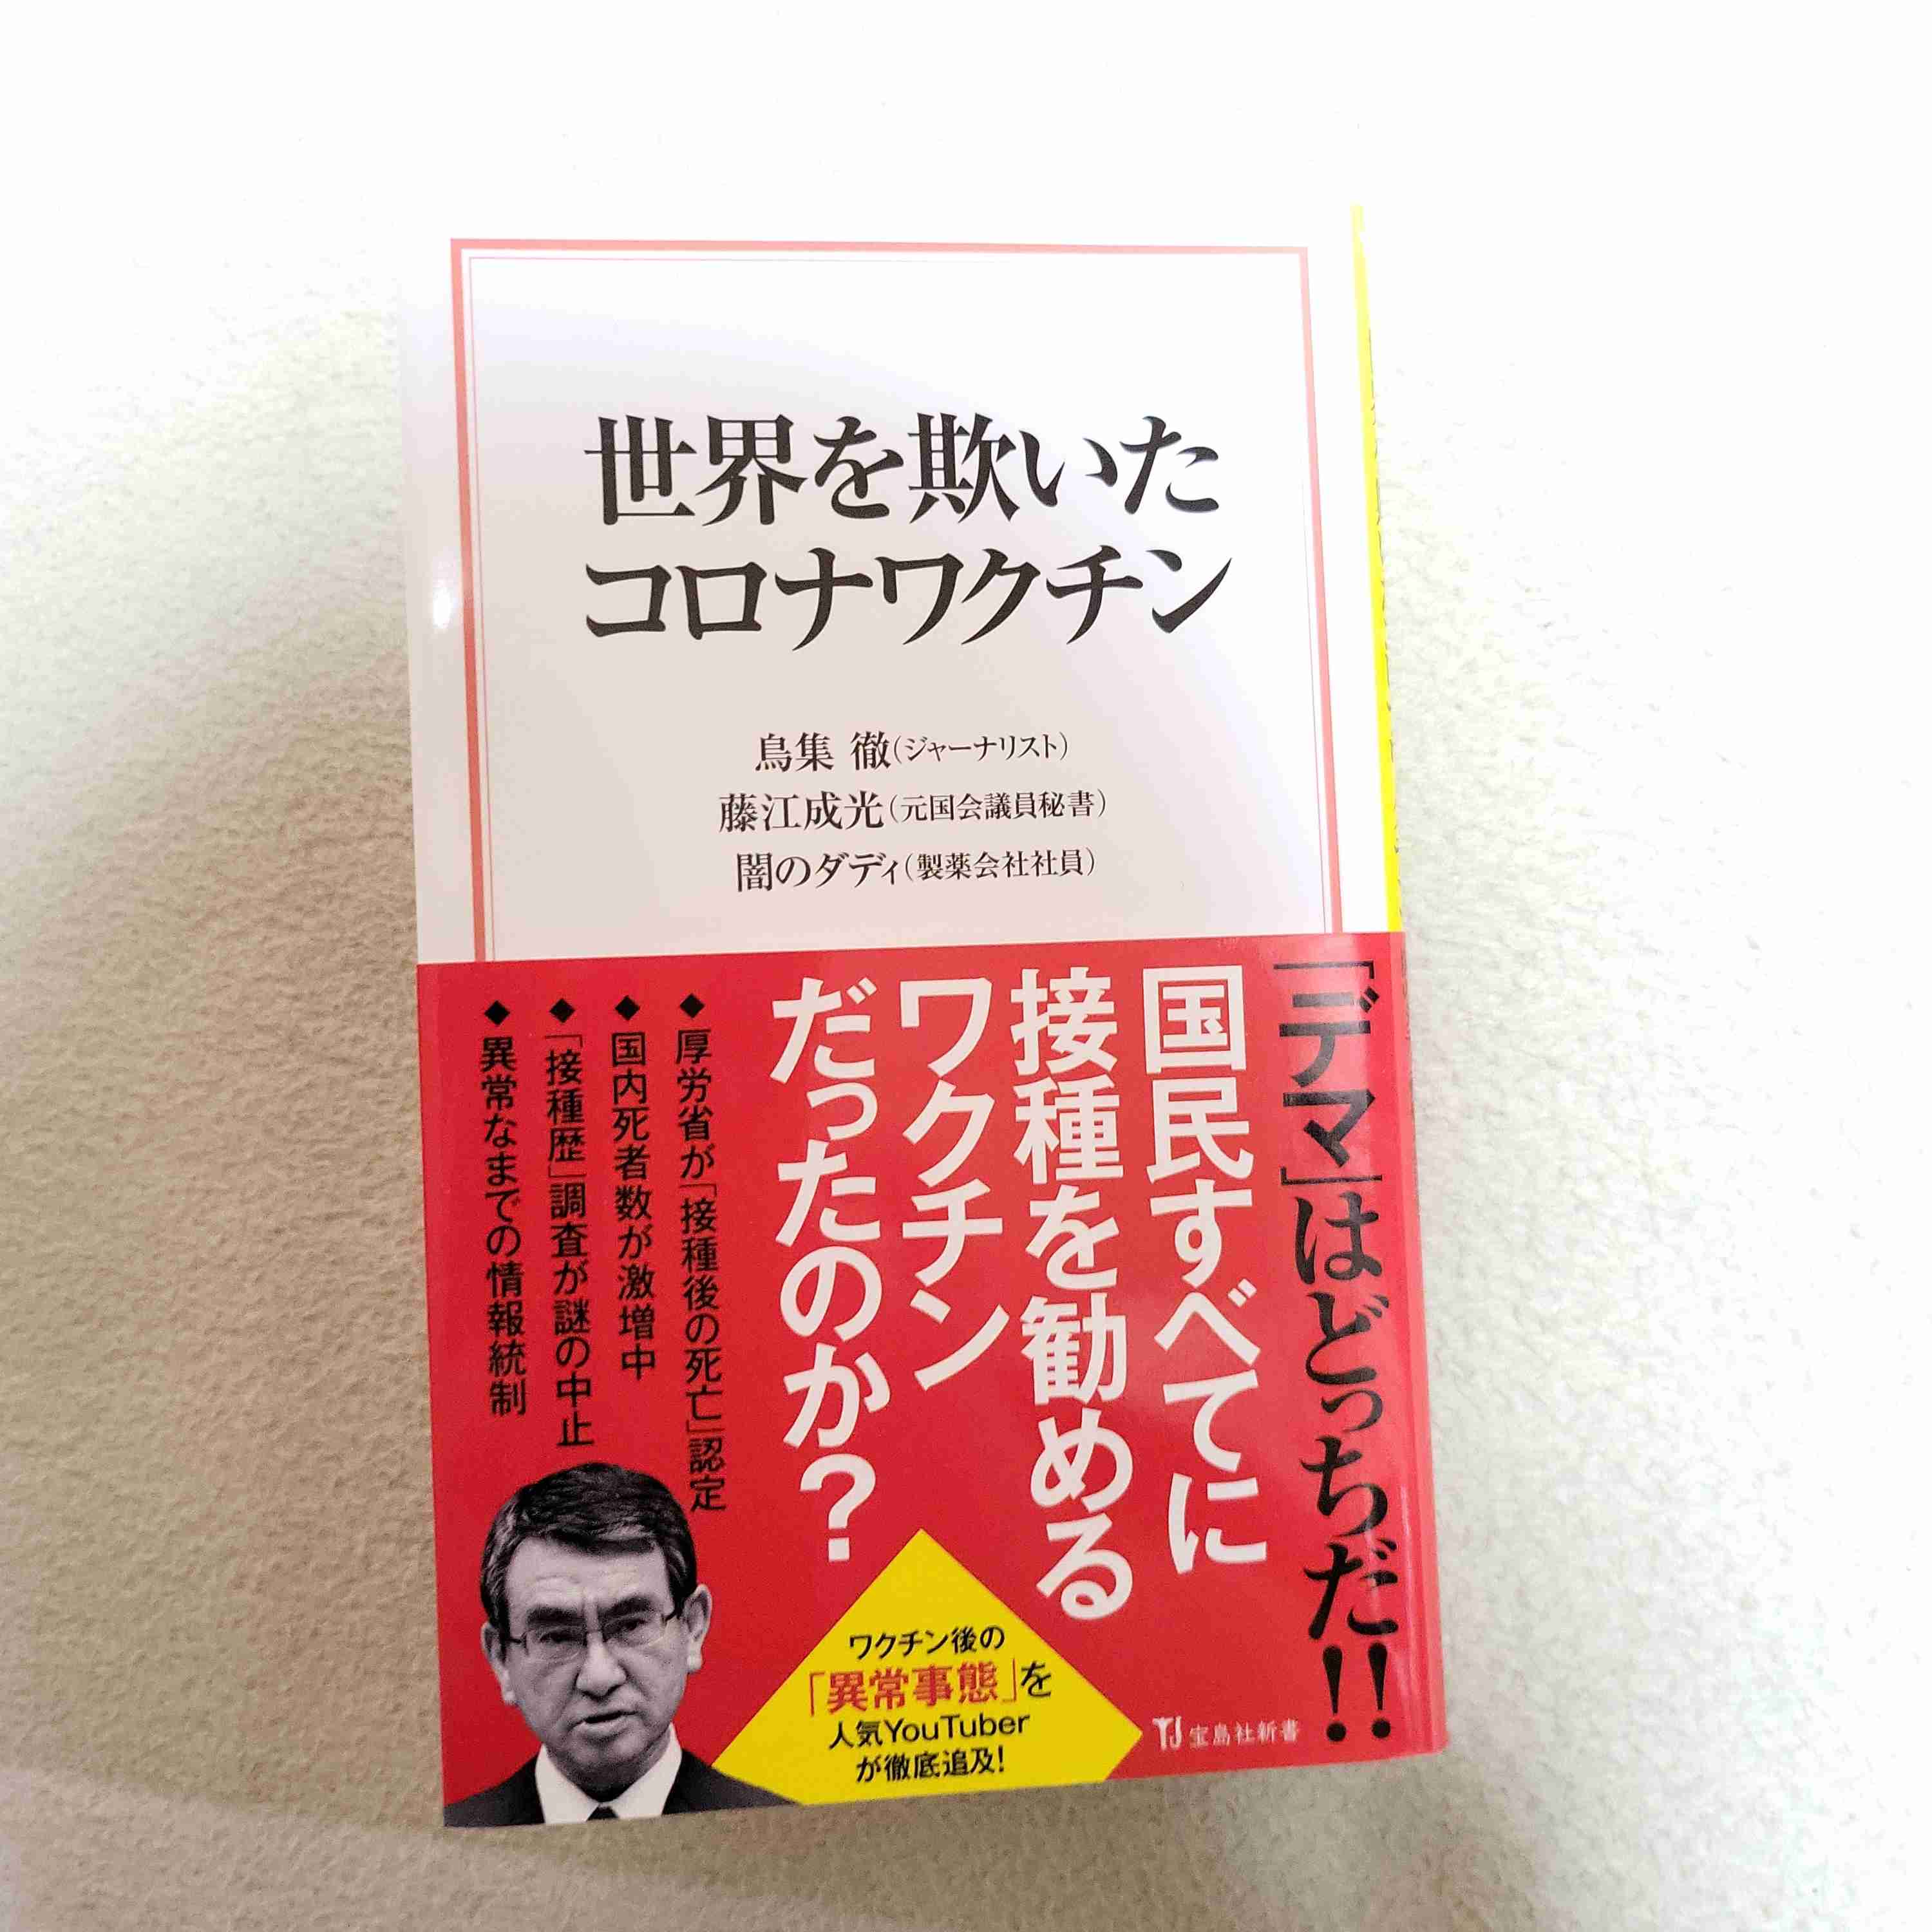 世界を欺いた
コロナワクチン
鳥集 徹(ジャーナリスト)
藤江成光(元国会議員秘書)
闇のダディ(製薬会社社員)
「デマ」はどっちだ!!
国民すべてに
接種を勧める
ワクチン
だったのか?
◆厚労省が「接種後の死亡」認定
◆国内死者数が激増中
◆「接種歴」調査が謎の中止
◆異常なまでの情報統制
ワクチン後の
「異常事態」を
人気YouTuber
が徹底追及!
TJ 宝島社新書